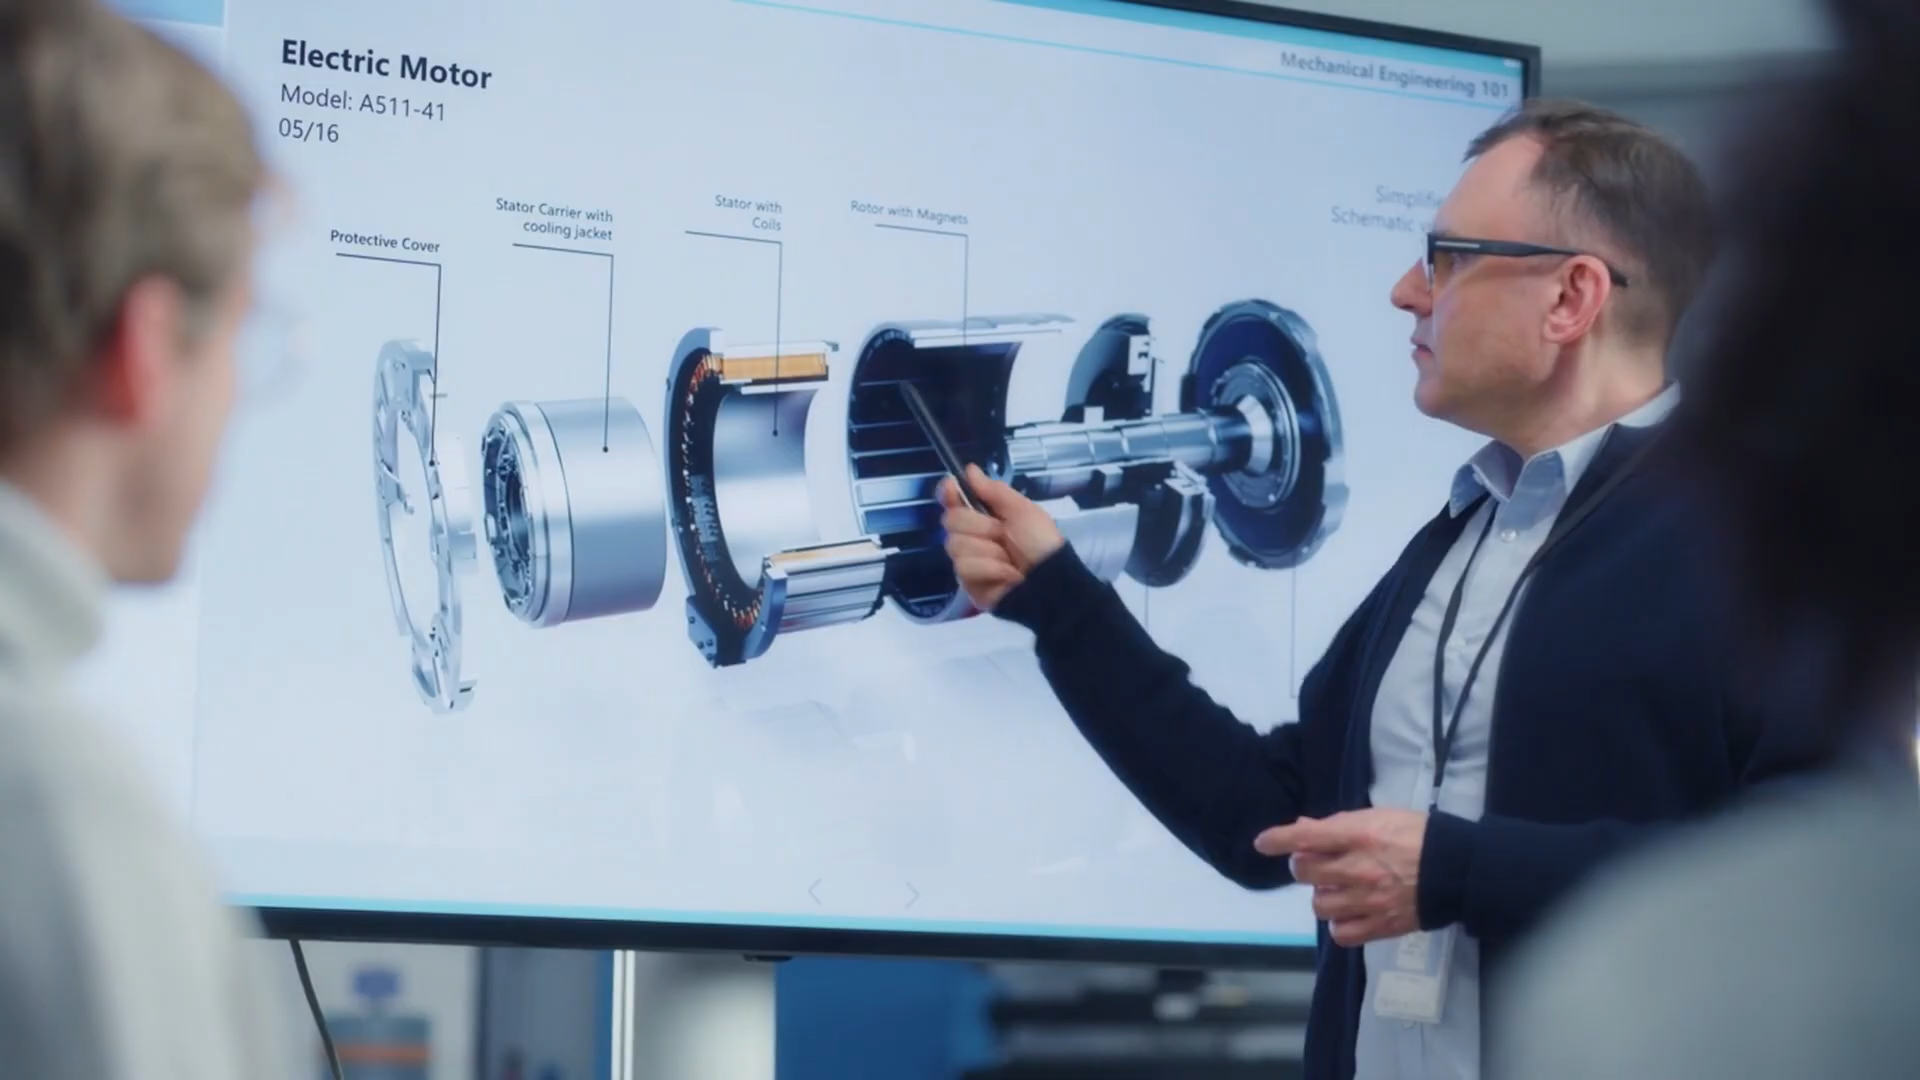 Electric Motor
Model: A511-41
05/16
Mechanical Engineering 101
Protective Cover
Stator Carrier with
cooling jacket
Stator with
Coils
Rotor with Magnets
Schematic